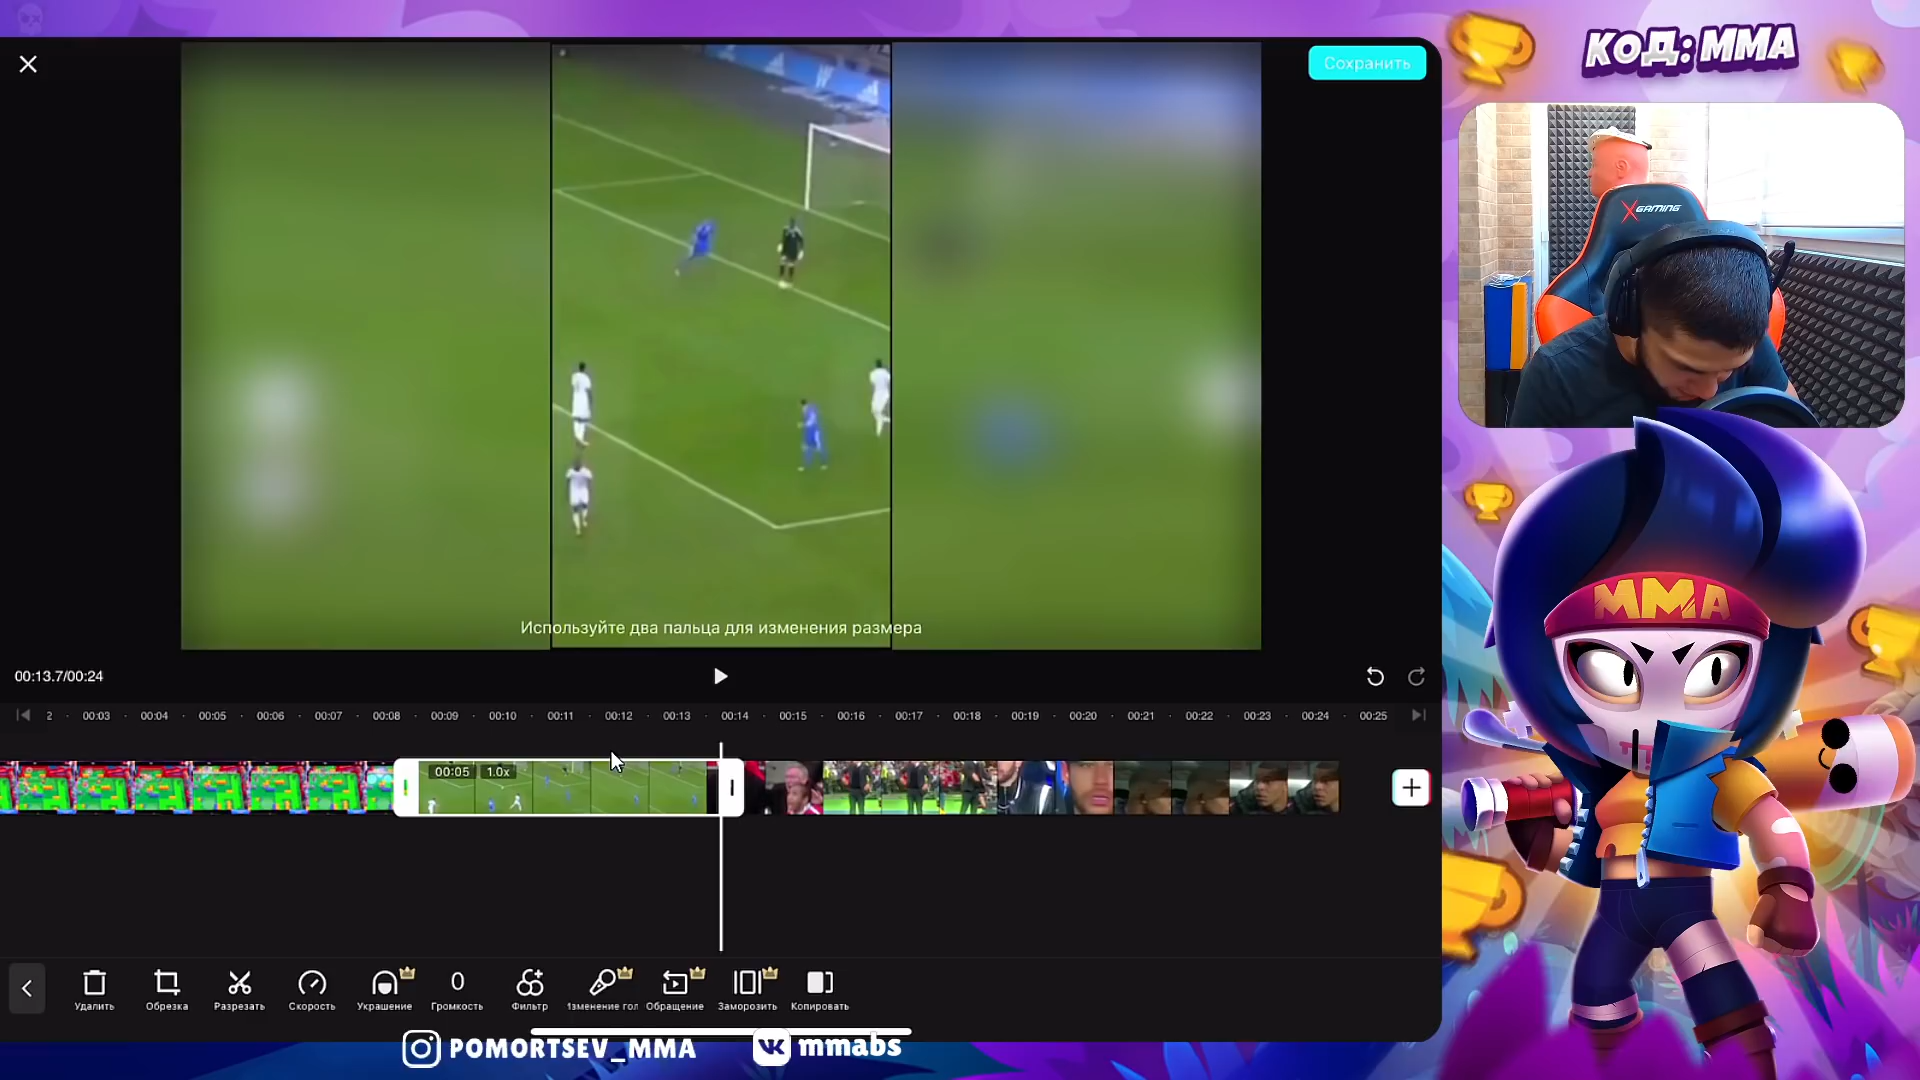 КОД: MMA
Сохранить
XGAMING
Используйте два пальца для изменения размера
00:13.7/00:24
2 00:03 00:04 00:05 00:06 00:07 00:08 00:09 00:10 00:11 00:12 00:13 00:14 00:15 00:16 00:17 00:18 00:19 00:20 00:21 00:22 00:23 00:24 00:25
00:05 1.0x
MMA
0
Удалить Обрезка Разрезать Скорость Украшение Громкость Фильтр Изменение гол Обращение Заморозить Копировать
POMORTSEV_MMA mmabs